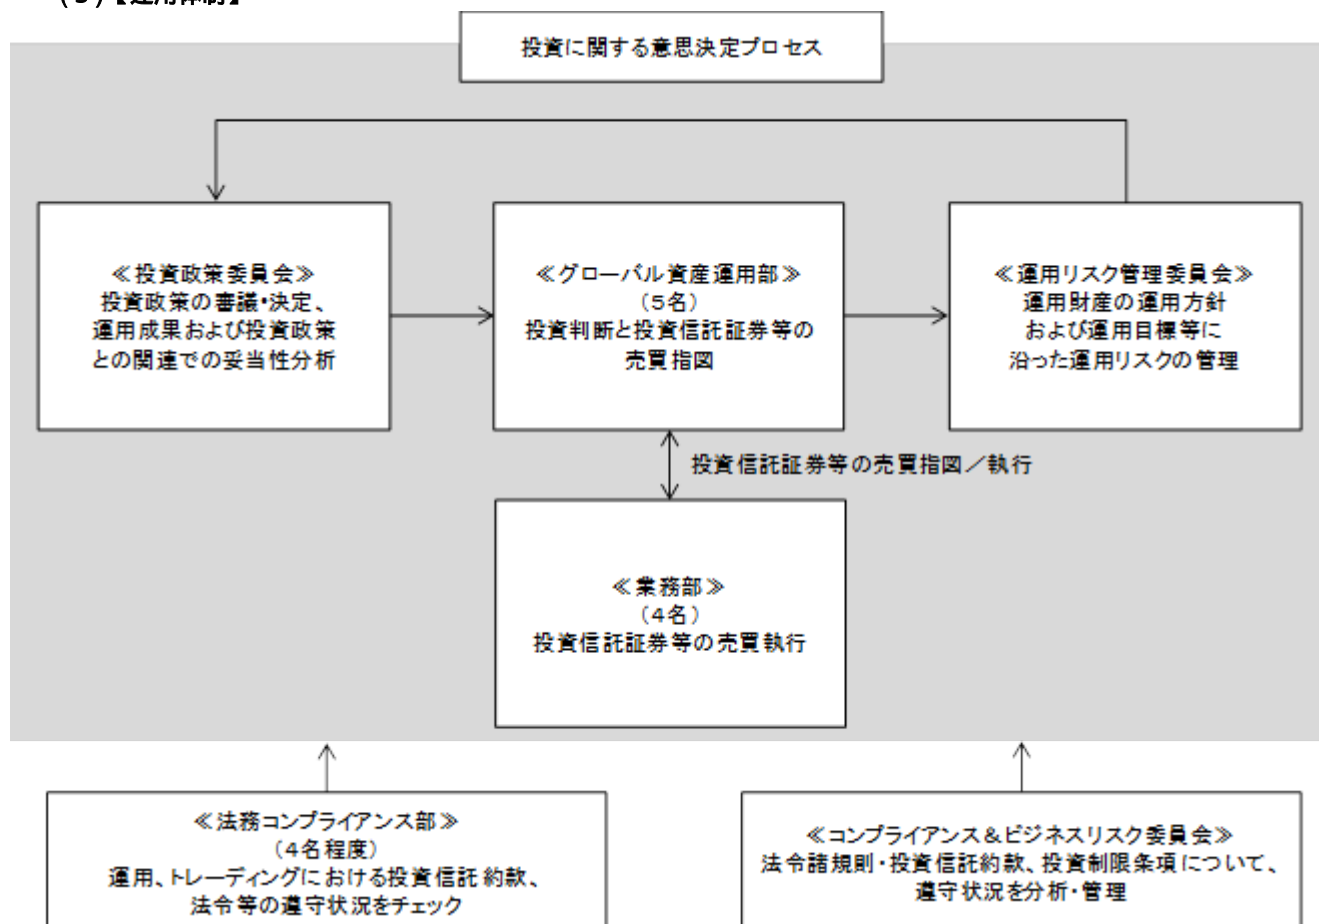 (3)【運用体制】
投資に関する意思決定プロセス
≪投資政策委員会≫
投資政策の審議・決定、
運用成果および投資政策
との関連での妥当性分析
≪グローバル資産運用部≫
(5名)
投資判断と投資信託証券等の
売買指図
≪運用リスク管理委員会≫
運用財産の運用方針
および運用目標等に
沿った運用リスクの管理
投資信託証券等の売買指図/執行
≪業務部≫
(4名)
投資信託証券等の売買執行
≪法務コンプライアンス部≫
(4名程度)
運用、トレーディングにおける投資信託約款、
法令等の遵守状況をチェック
≪コンプライアンス&ビジネスリスク委員会≫
法令諸規則・投資信託約款、投資制限条項について、
遵守状況を分析・管理